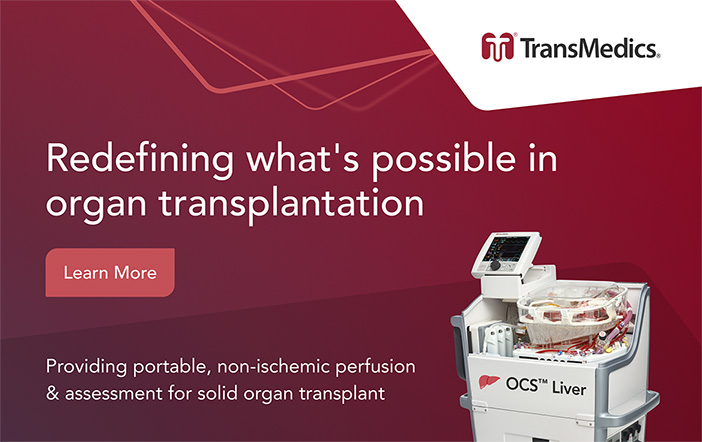 TransMedics®
Redefining what's possible in
organ transplantation
Learn More
Providing portable, non-ischemic perfusion
& assessment for solid organ transplant
OCS™ Liver